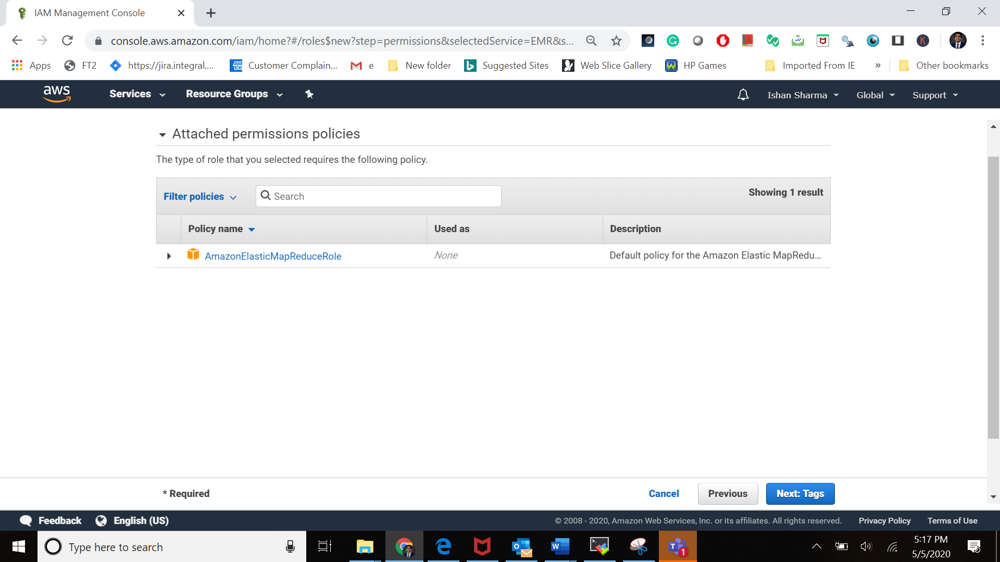 IAM Management Console
console.aws.amazon.com/iam/home?#/roles$new?step=permissions&selectedService=EMR&s...
Apps FT2 https://jira.integral.... AM EX Customer Complain... e New folder Suggested Sites Web Slice Gallery HP Games Imported From IE » Other bookmarks
aws Services Resource Groups Ishan Sharma Global Support
Attached permissions policies
The type of role that you selected requires the following policy.
Filter policies Search Showing 1 result
Policy name Used as Description
AmazonElasticMapReduceRole None Default policy for the Amazon Elastic MapRedu...
* Required Cancel Previous Next: Tags
Feedback English (US) © 2008 - 2020, Amazon Web Services, Inc. or its affiliates. All rights reserved. Privacy Policy Terms of Use
Type here to search 1 5:17 PM
5/5/2020